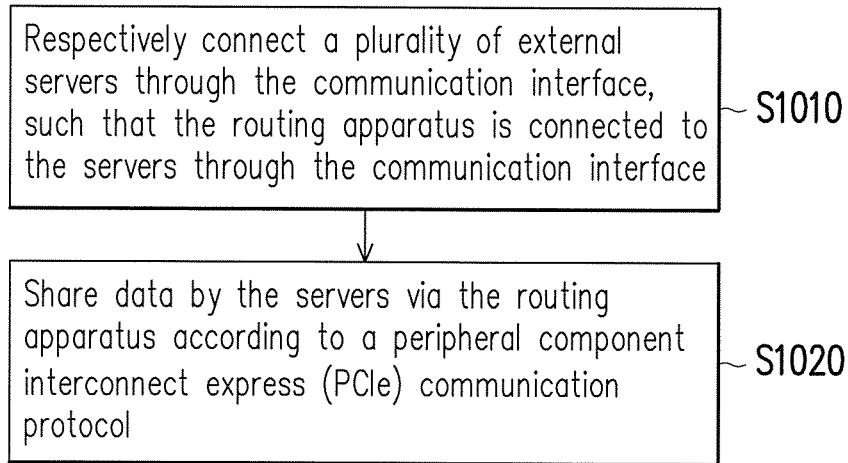 Respectively connect a plurality of external
servers through the communication interface,
such that the routing apparatus is connected to
the servers through the communication interface
S1010
Share data by the servers via the routing
apparatus according to a peripheral component
interconnect express (PCIe) communication
protocol
S1020